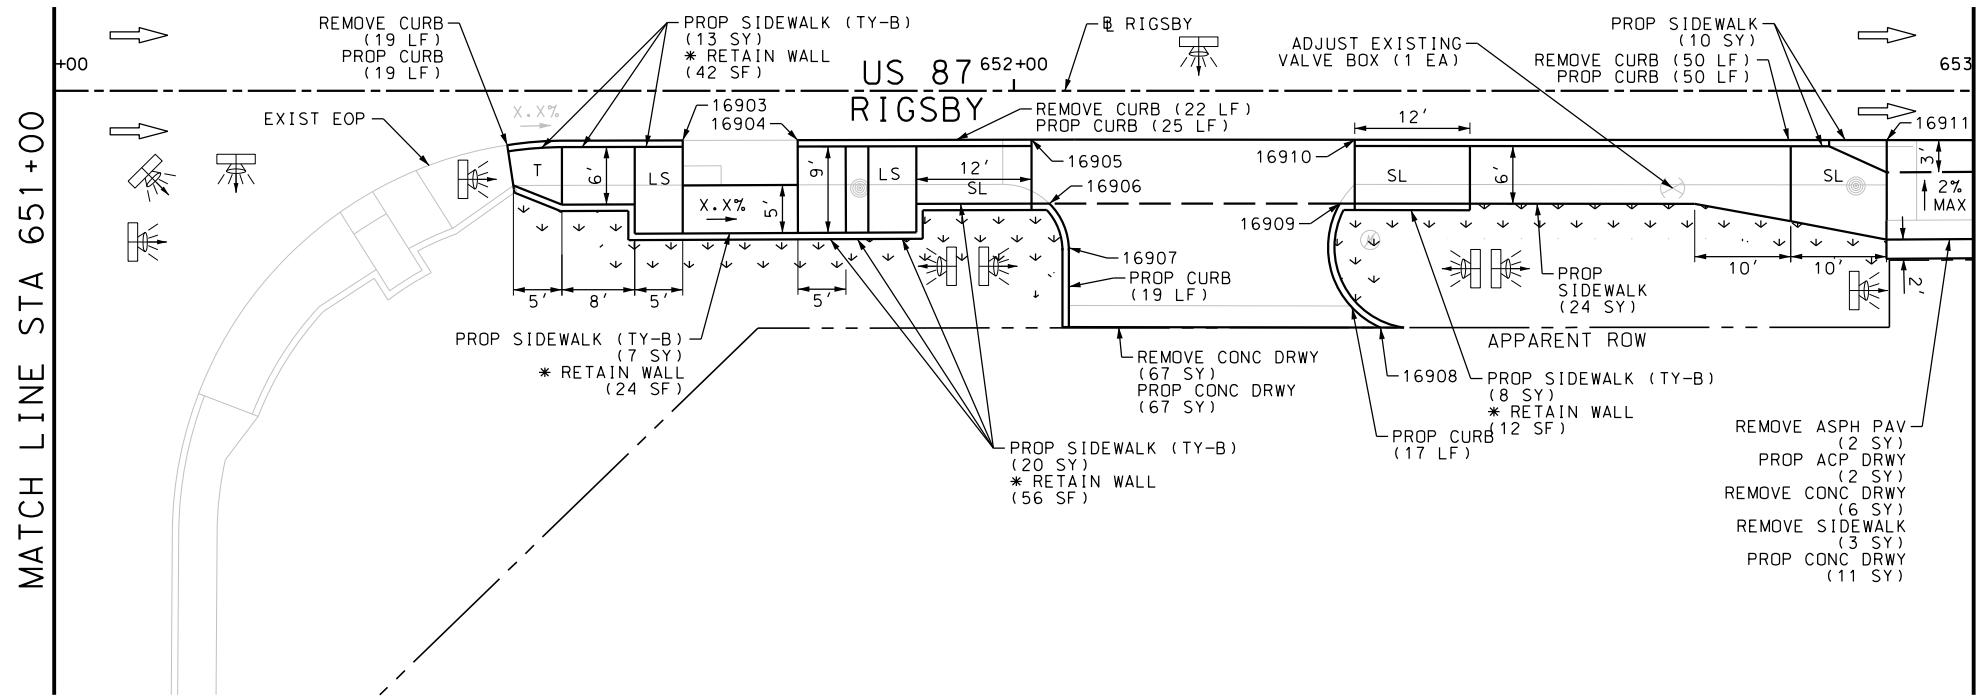 REMOVE CURB
(19 LF)
PROP CURB
(19 LF)
PROP SIDEWALK (TY-B)
(13 SY)
* RETAIN WALL
(42 SF)
℄ RIGSBY
ADJUST EXISTING
VALVE BOX (1 EA)
PROP SIDEWALK
(10 SY)
REMOVE CURB (50 LF)
PROP CURB (50 LF)
+00
US 87
RIGSBY
652+00
653
MATCH LINE STA 651+00
EXIST EOP
X.X%
16903
16904
REMOVE CURB (22 LF)
PROP CURB (25 LF)
12'
16911
T
6'
LS
9'
LS
12'
SL
16905
16906
16910
SL
6'
SL
3'
2%
MAX
X.X%
5'
16909
16907
PROP CURB
(19 LF)
5'
8'
5'
5'
10'
10'
2'
PROP
SIDEWALK
(24 SY)
APPARENT ROW
PROP SIDEWALK (TY-B)
(7 SY)
* RETAIN WALL
(24 SF)
REMOVE CONC DRWY
(67 SY)
PROP CONC DRWY
(67 SY)
16908
PROP SIDEWALK (TY-B)
(8 SY)
* RETAIN WALL
(12 SF)
PROP CURB
(17 LF)
PROP SIDEWALK (TY-B)
(20 SY)
* RETAIN WALL
(56 SF)
REMOVE ASPH PAV
(2 SY)
PROP ACP DRWY
(2 SY)
REMOVE CONC DRWY
(6 SY)
REMOVE SIDEWALK
(3 SY)
PROP CONC DRWY
(11 SY)